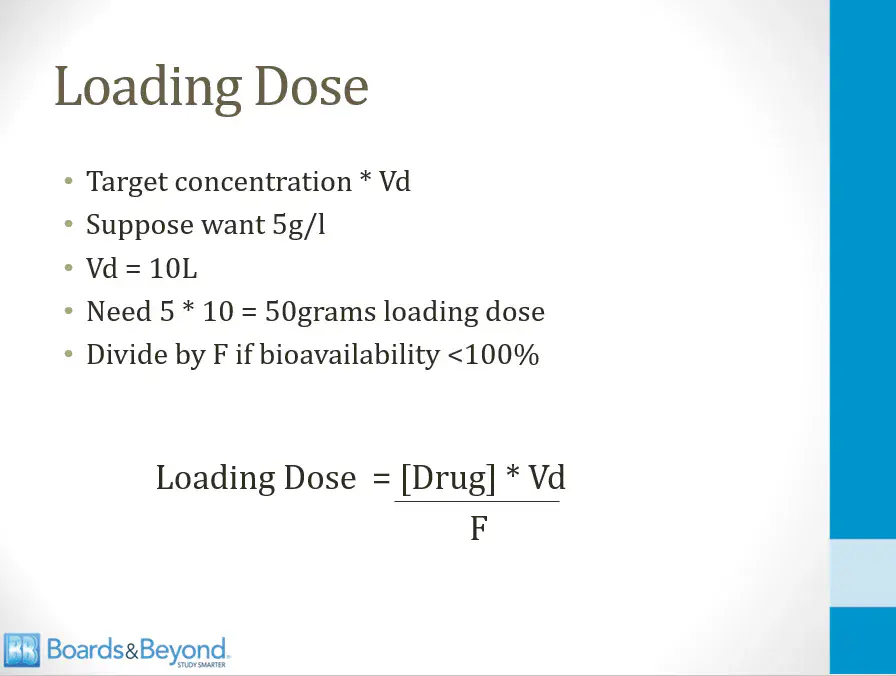 Loading Dose
• Target concentration * Vd
• Suppose want 5g/l
• Vd = 10L
• Need 5 * 10 = 50grams loading dose
• Divide by F if bioavailability <100%
Loading Dose = [Drug] * Vd
F
BB Boards&Beyond.
STUDY SMARTER